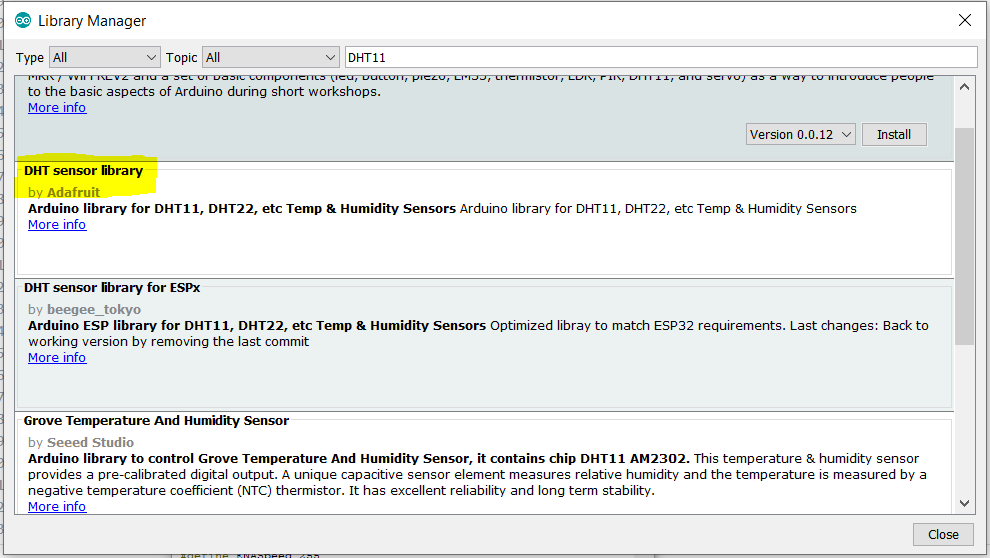 Library Manager
Type All Topic All DHT11
MKR / WIFI REV2 and a set of basic components (led, button, piezo, LM35, thermistor, LDR, PIR, DHT11, and servo) as a way to introduce people
to the basic aspects of Arduino during short workshops.
More info
Version 0.0.12 Install
DHT sensor library
by Adafruit
Arduino library for DHT11, DHT22, etc Temp & Humidity Sensors Arduino library for DHT11, DHT22, etc Temp & Humidity Sensors
More info
DHT sensor library for ESPx
by beegee_tokyo
Arduino ESP library for DHT11, DHT22, etc Temp & Humidity Sensors Optimized libray to match ESP32 requirements. Last changes: Back to
working version by removing the last commit
More info
Grove Temperature And Humidity Sensor
by Seeed Studio
Arduino library to control Grove Temperature And Humidity Sensor, it contains chip DHT11 AM2302. This temperature & humidity sensor
provides a pre-calibrated digital output. A unique capacitive sensor element measures relative humidity and the temperature is measured by a
negative temperature coefficient (NTC) thermistor. It has excellent reliability and long term stability.
More info
Close